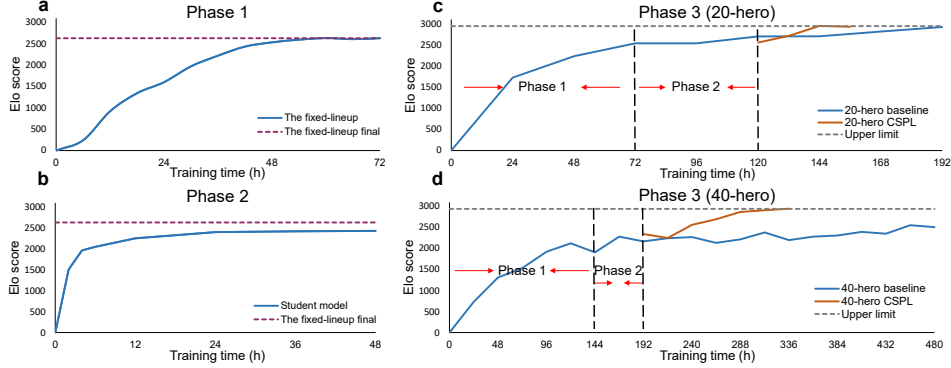 a
Phase 1
3000
2500
2000
1500
1000
500
0
Elo score
The fixed-lineup
The fixed-lineup final
0 24 48 72
Training time (h)
b
Phase 2
3000
2500
2000
1500
1000
500
0
Elo score
Student model
The fixed-lineup final
0 12 24 36 48
Training time (h)
c
Phase 3 (20-hero)
3000
2500
2000
1500
1000
500
0
Elo score
Phase 1 Phase 2
20-hero baseline
20-hero CSPL
Upper limit
0 24 48 72 96 120 144 168 192
Training time (h)
d
Phase 3 (40-hero)
3000
2500
2000
1500
1000
500
0
Elo score
Phase 1 Phase 2
40-hero baseline
40-hero CSPL
Upper limit
0 48 96 144 192 240 288 336 384 432 480
Training time (h)